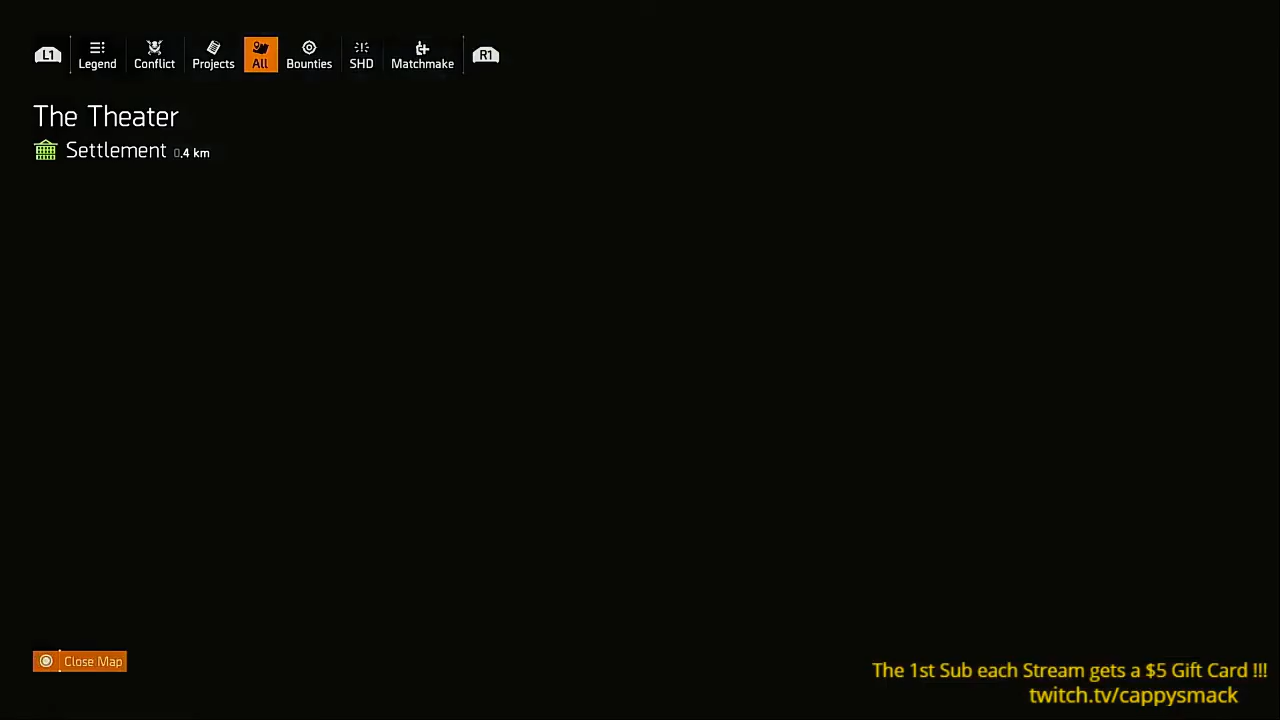 L1 Legend Conflict Projects All Bounties SHD Matchmake R1
The Theater
Settlement 0.4 km
Close Map
The 1st Sub each Stream gets a $5 Gift Card !!!
twitch.tv/cappysmack